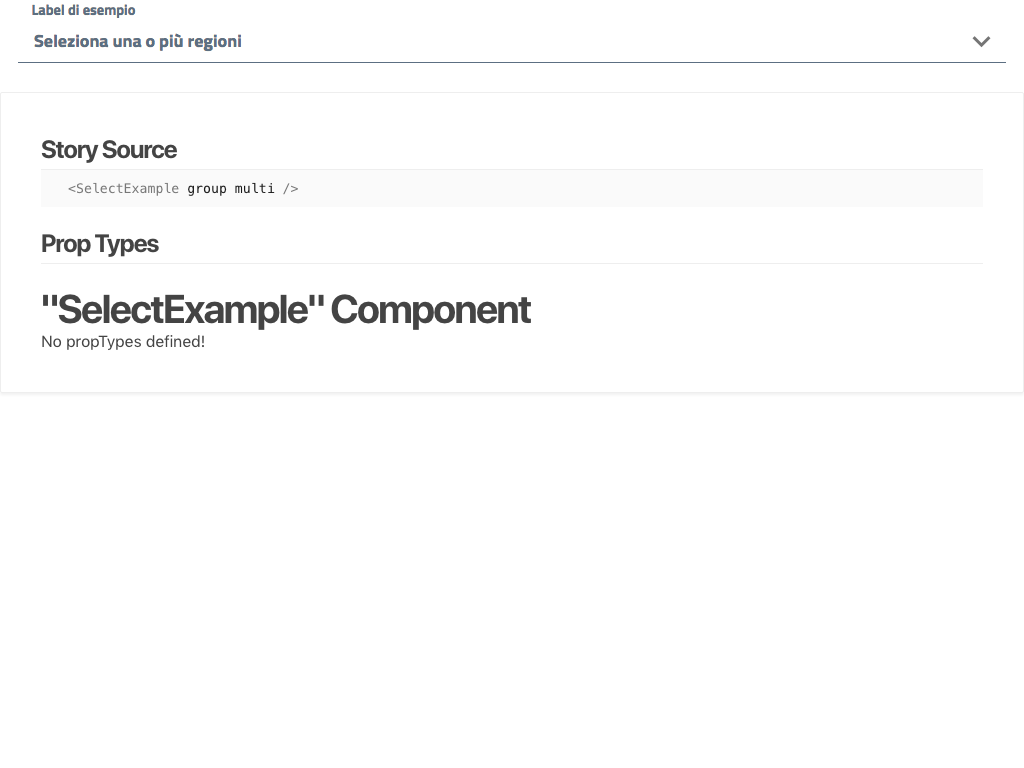 Label di esempio
Seleziona una o più regioni
Story Source
<SelectExample group multi />
Prop Types
"SelectExample" Component
No propTypes defined!